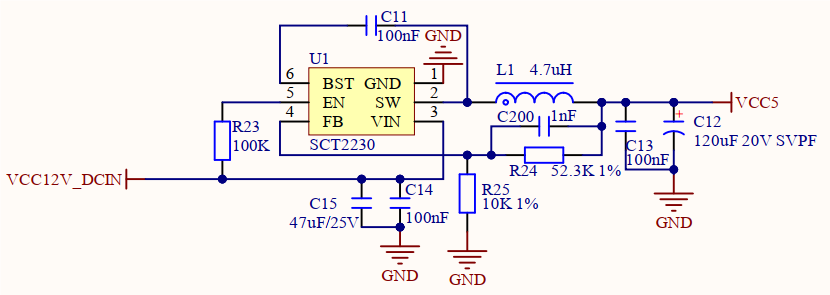 C11
100nF
GND
U1
6 BST GND 1
5 EN SW 2
4 FB VIN 3
SCT2230
R23
100K
L1 4.7uH
C200 1nF
VCC5
C12
120uF 20V SVPF
C13
100nF
R24 52.3K 1%
GND
VCC12V_DCIN
C15
47uF/25V
C14
100nF
R25
10K 1%
GND
GND